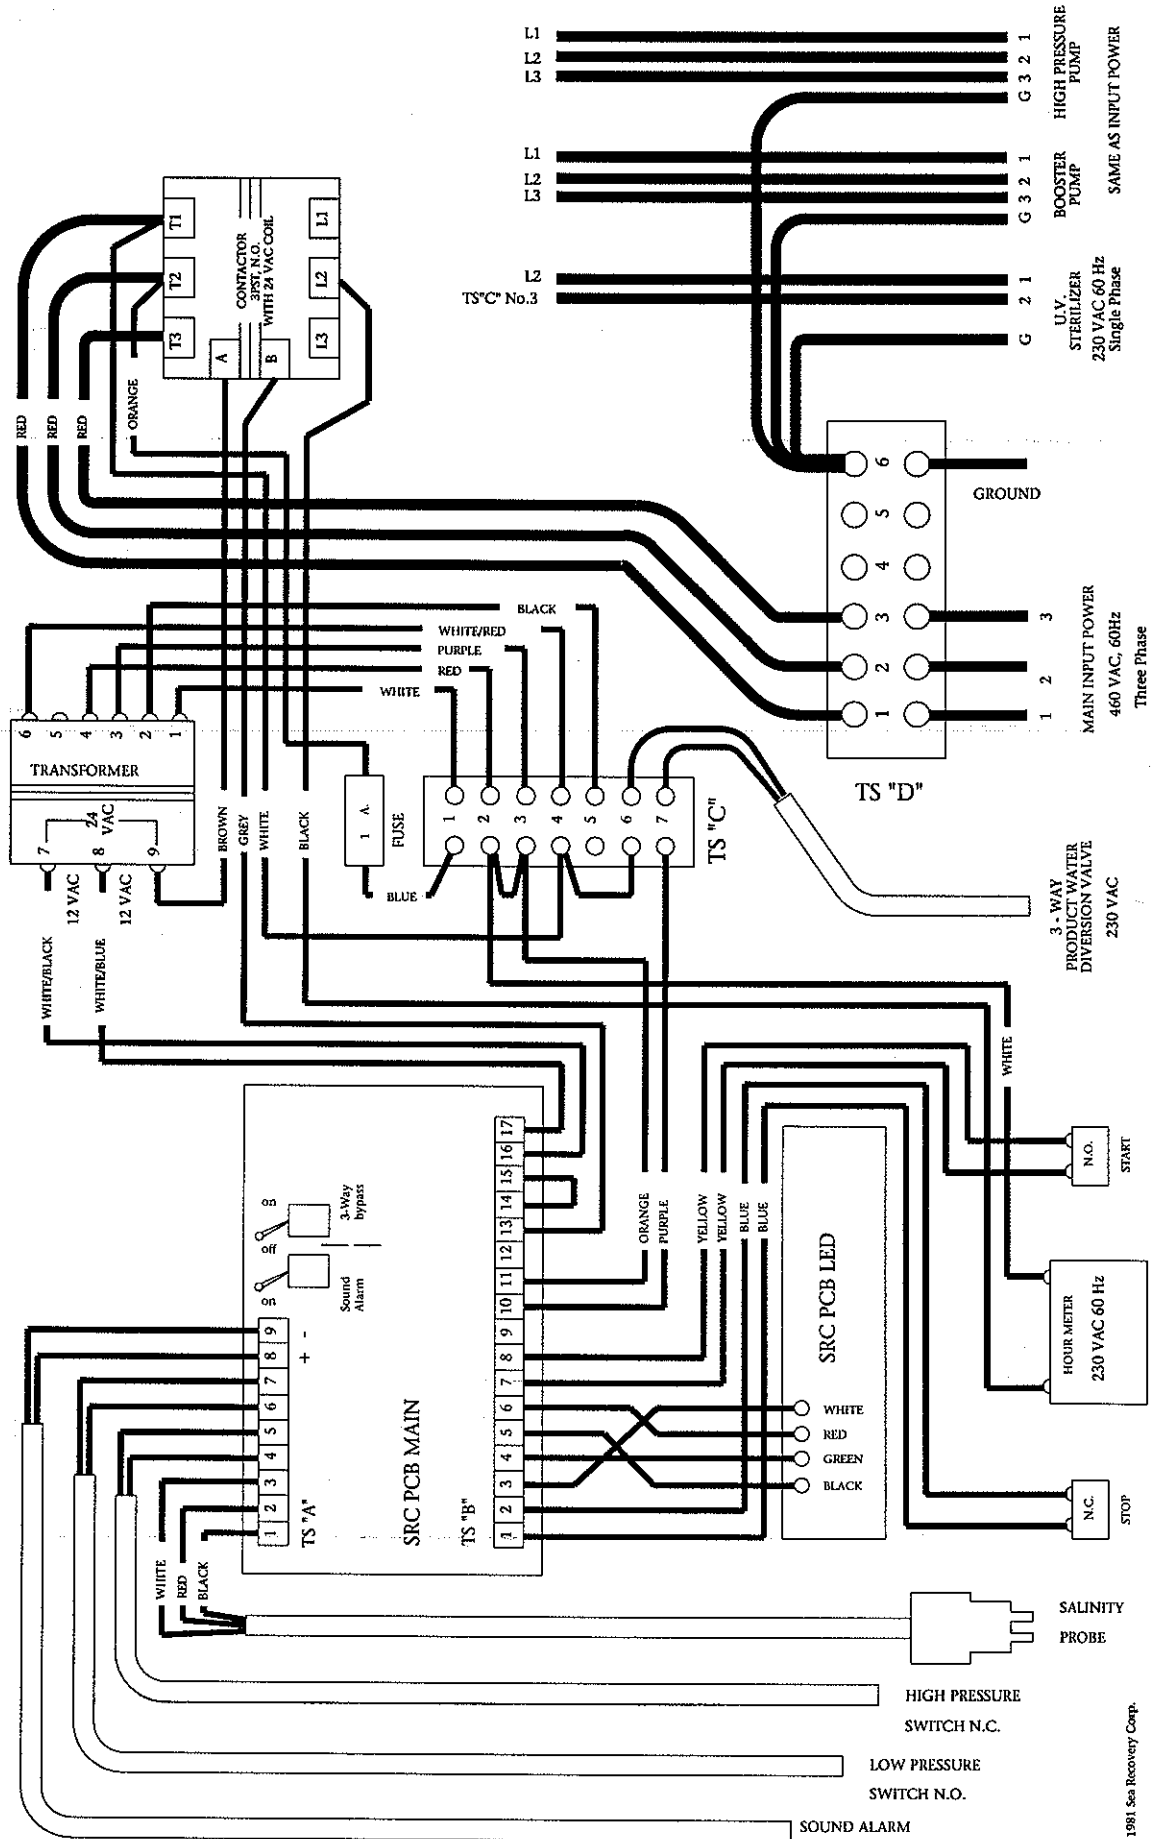 L1
L2
L3
1
2
3
G
HIGH PRESSURE
PUMP
L1
L2
L3
1
2
3
G
BOOSTER
PUMP
SAME AS INPUT POWER
L2
TS"C" No.3
1
2
G
U.V.
STERILIZER
230 VAC 60 Hz
Single Phase
T1
T2
T3
CONTACTOR
3PST, N.O.
WITH 24 VAC COIL
L1
L2
L3
A
B
RED
RED
RED
ORANGE
6
5
4
3
2
1
GROUND
3
2
1
MAIN INPUT POWER
460 VAC, 60Hz
Three Phase
TS "D"
BLACK
WHITE/RED
PURPLE
RED
WHITE
6
5
4
3
2
1
TRANSFORMER
24
VAC
7
8
9
12 VAC
12 VAC
BROWN
GREY
WHITE
BLACK
1 A.
FUSE
BLUE
1
2
3
4
5
6
7
TS "C"
3 - WAY
PRODUCT WATER
DIVERSION VALVE
230 VAC
WHITE/BLACK
WHITE/BLUE
WHITE
17
16
15
14
13
12
11
10
9
8
7
6
5
4
3
2
1
on
off
on
3-Way
bypass
Sound
Alarm
9
8
7
6
5
4
3
2
1
-
+
TS "A"
SRC PCB MAIN
TS "B"
ORANGE
PURPLE
YELLOW
YELLOW
BLUE
BLUE
SRC PCB LED
WHITE
RED
GREEN
BLACK
N.O.
START
HOUR METER
230 VAC 60 Hz
N.C.
STOP
WHITE
RED
BLACK
SALINITY
PROBE
HIGH PRESSURE
SWITCH N.C.
LOW PRESSURE
SWITCH N.O.
SOUND ALARM
1981 Sea Recovery Corp.